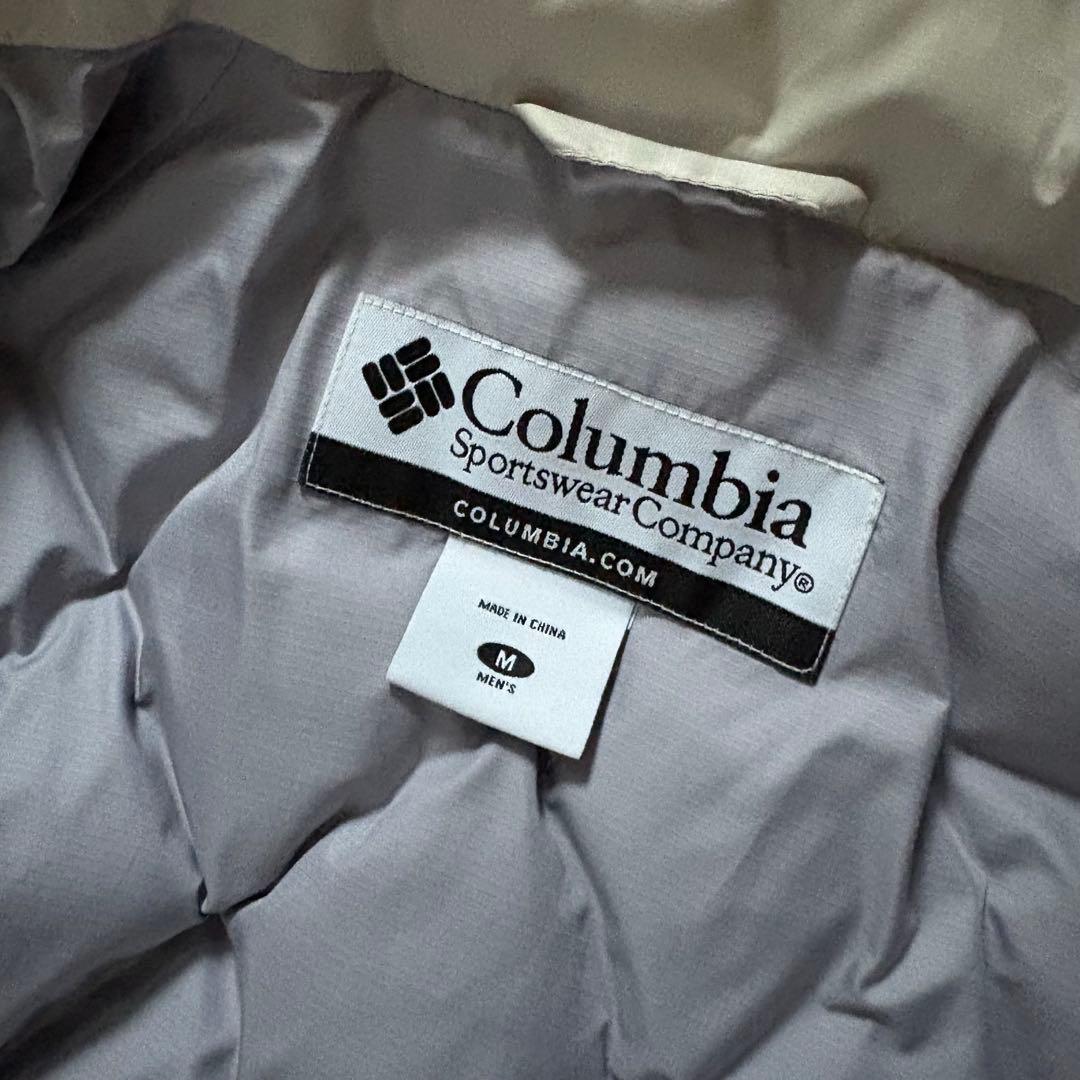 Columbia
Sportswear Company®
COLUMBIA.COM
MADE IN CHINA
M
MEN'S